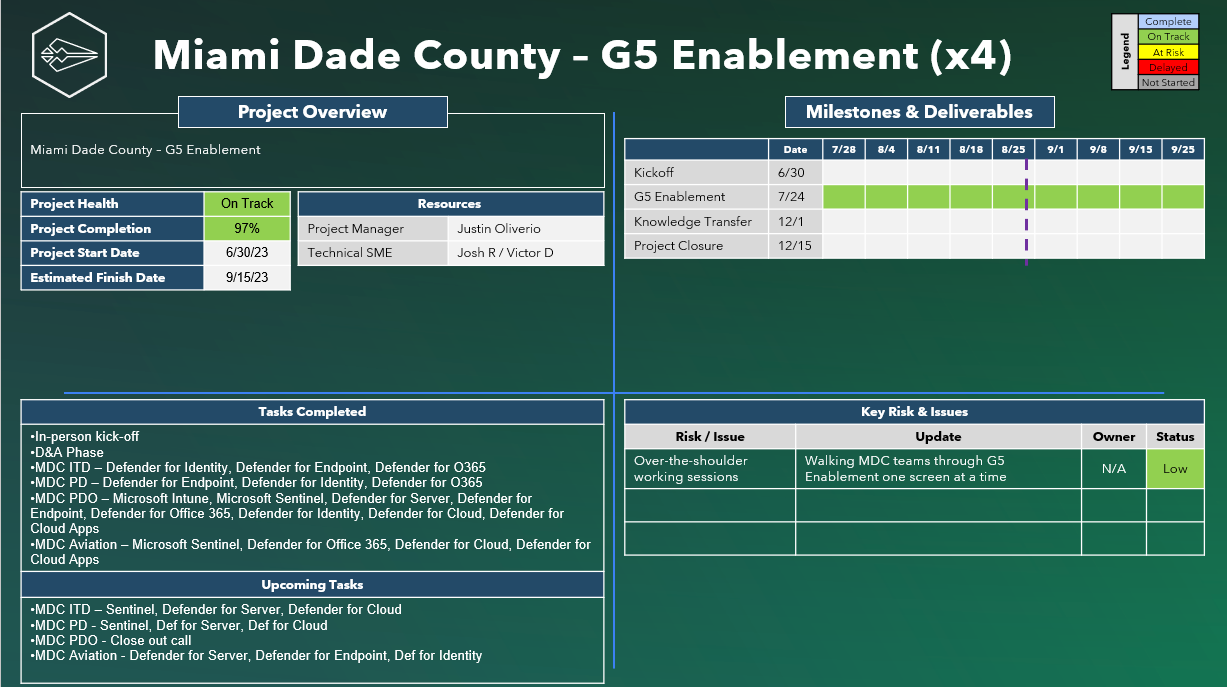 Miami Dade County – G5 Enablement (x4)
Legend
Complete
On Track
At Risk
Delayed
Not Started
Project Overview
Miami Dade County – G5 Enablement
Project Health On Track
Project Completion 97%
Project Start Date 6/30/23
Estimated Finish Date 9/15/23
Resources
Project Manager Justin Oliverio
Technical SME Josh R / Victor D
Milestones & Deliverables
Date 7/28 8/4 8/11 8/18 8/25 9/1 9/8 9/15 9/25
Kickoff 6/30
G5 Enablement 7/24
Knowledge Transfer 12/1
Project Closure 12/15
Tasks Completed
•In-person kick-off
•D&A Phase
•MDC ITD – Defender for Identity, Defender for Endpoint, Defender for O365
•MDC PD – Defender for Endpoint, Defender for Identity, Defender for O365
•MDC PDO – Microsoft Intune, Microsoft Sentinel, Defender for Server, Defender for
Endpoint, Defender for Office 365, Defender for Identity, Defender for Cloud, Defender for
Cloud Apps
•MDC Aviation – Microsoft Sentinel, Defender for Office 365, Defender for Cloud, Defender for
Cloud Apps
Upcoming Tasks
•MDC ITD – Sentinel, Defender for Server, Defender for Cloud
•MDC PD - Sentinel, Def for Server, Def for Cloud
•MDC PDO - Close out call
•MDC Aviation - Defender for Server, Defender for Endpoint, Def for Identity
Key Risk & Issues
Risk / Issue Update Owner Status
Over-the-shoulder
working sessions
Walking MDC teams through G5
Enablement one screen at a time
N/A
Low